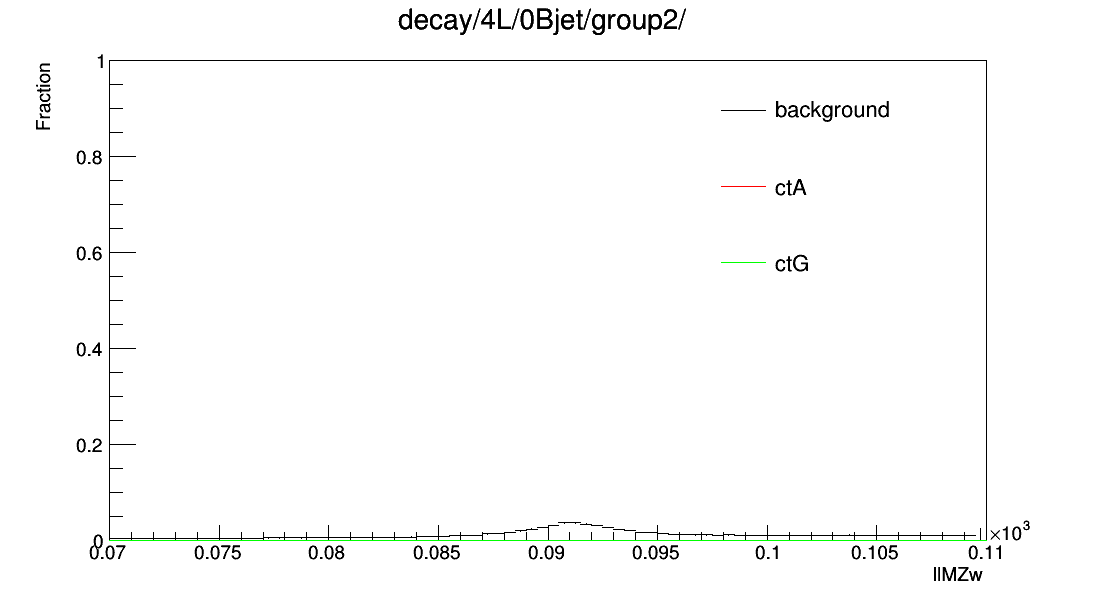 decay/4L/0Bjet/group2/
Fraction
1
0.8
0.6
0.4
0.2
0
background
ctA
ctG
0.07 0.075 0.08 0.085 0.09 0.095 0.1 0.105 0.11
×10³
llMZw